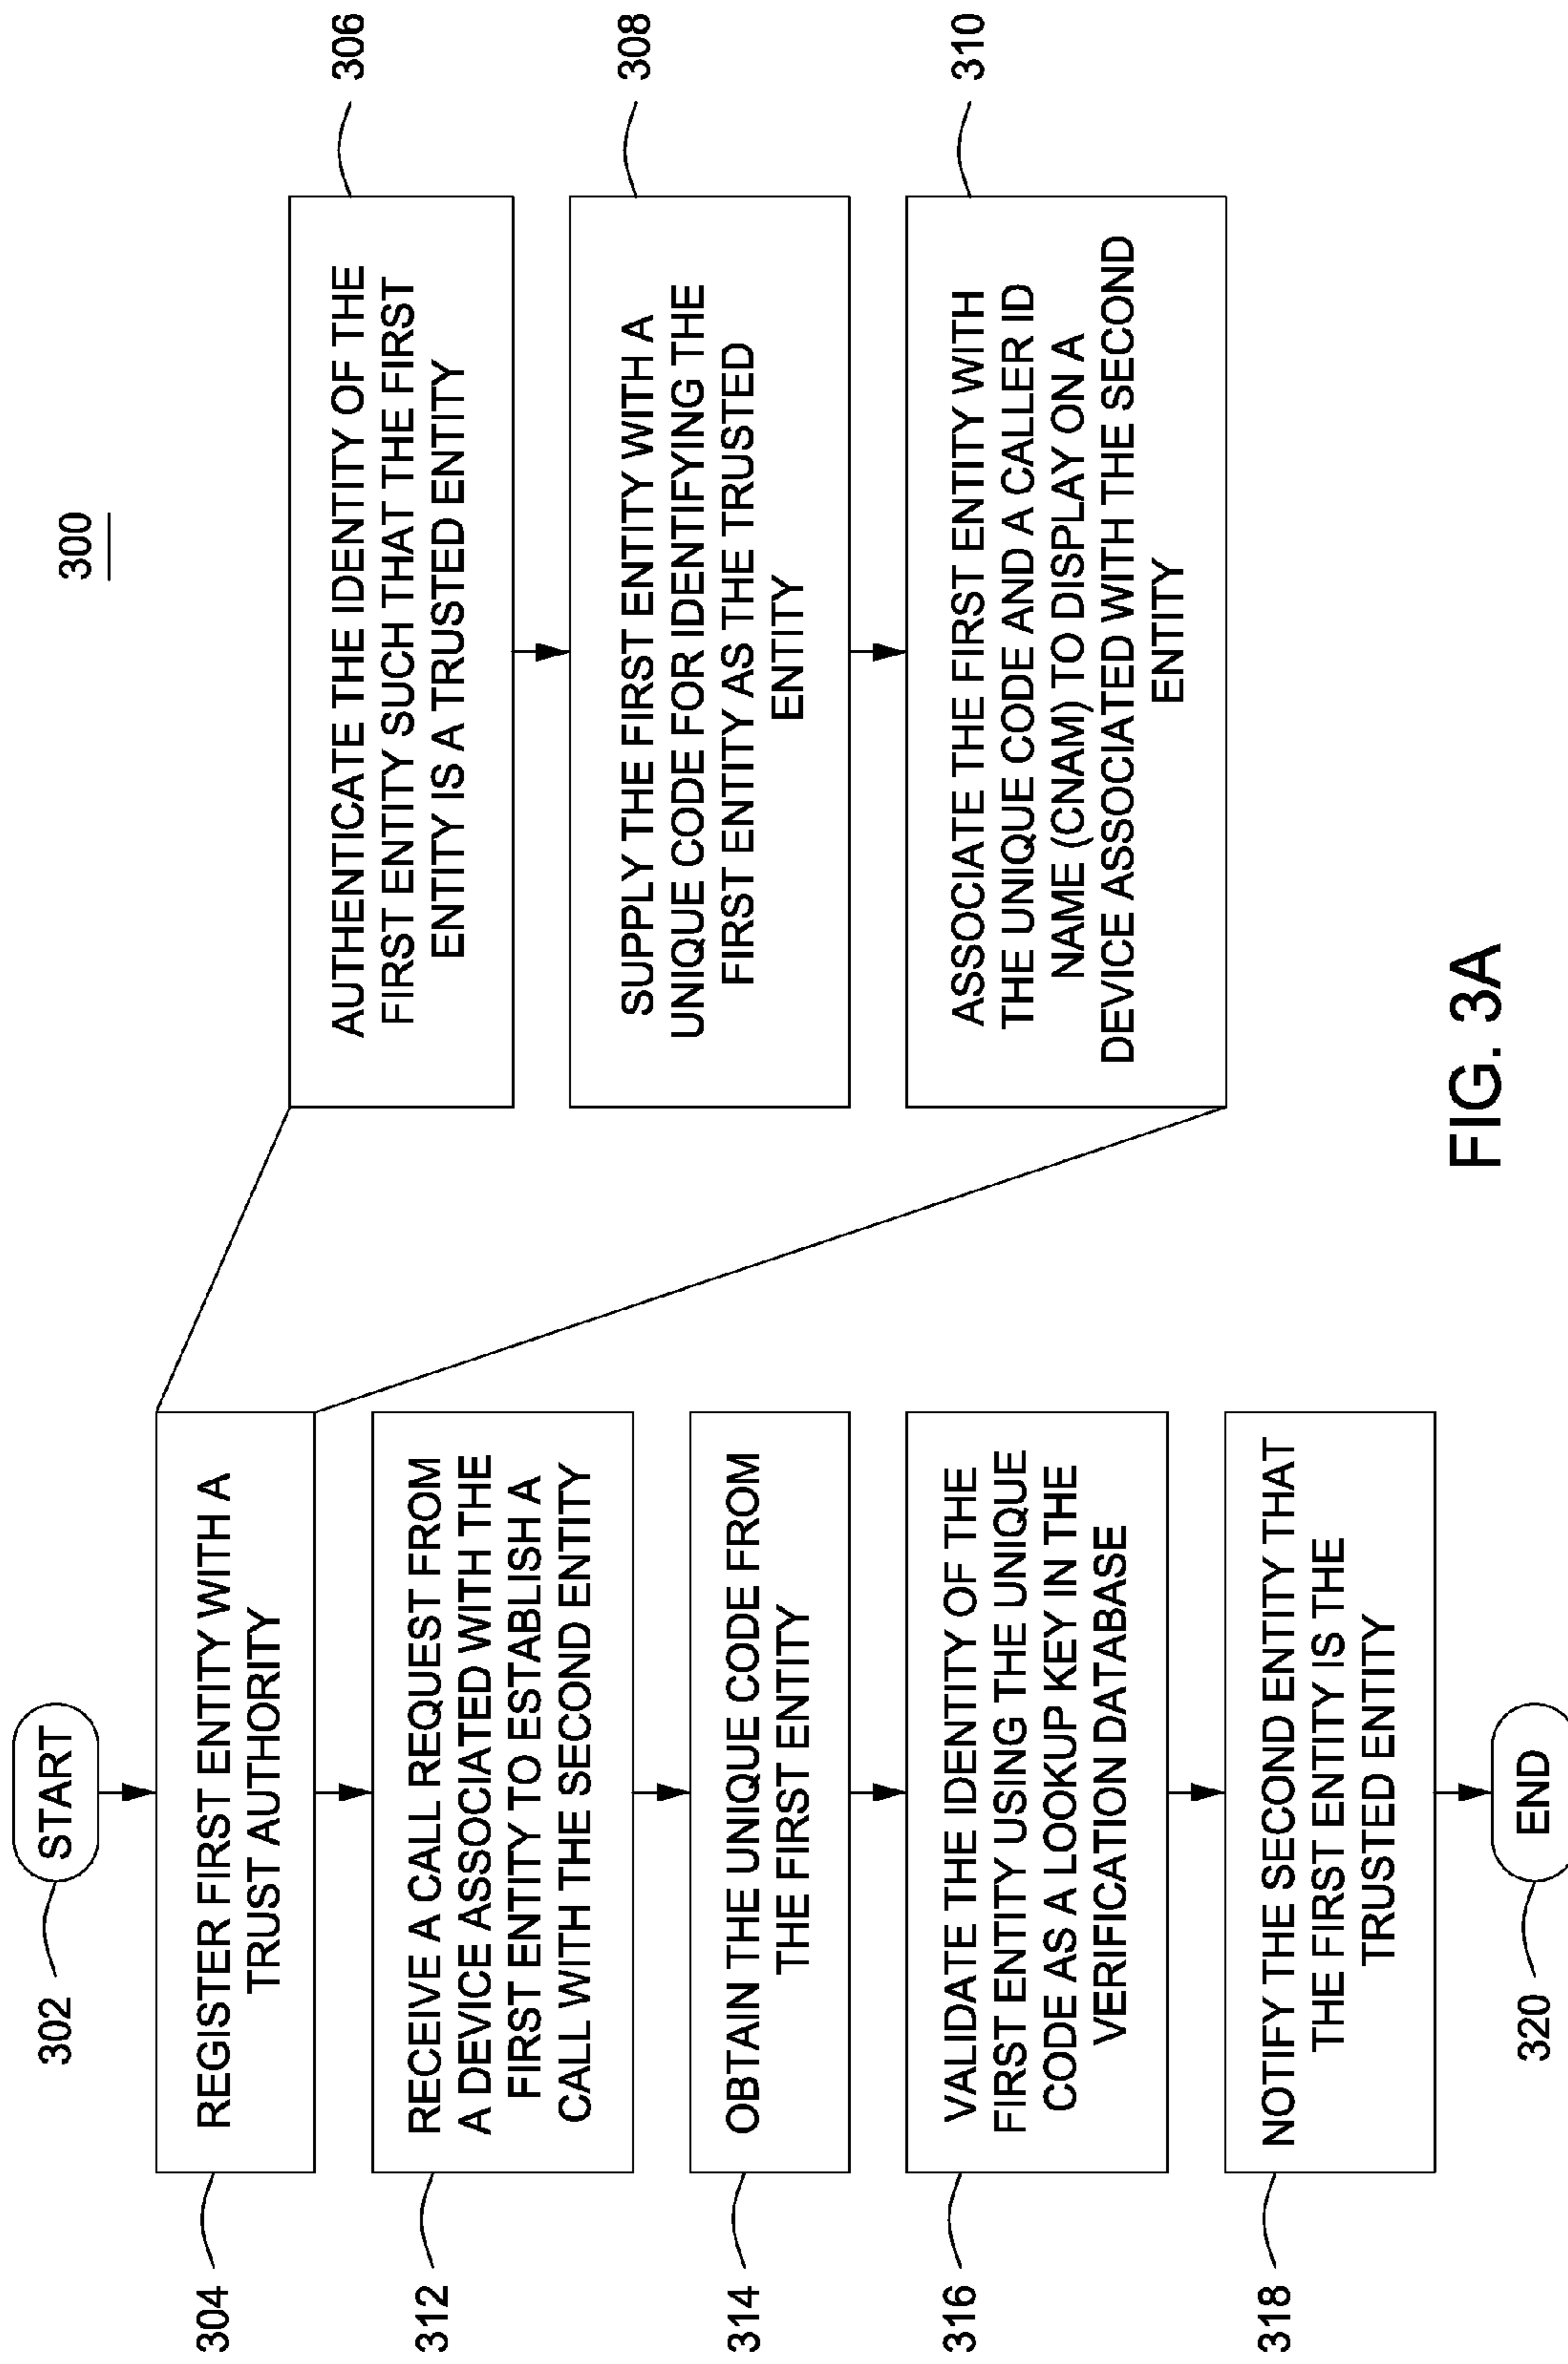 300
START
302
REGISTER FIRST ENTITY WITH A
TRUST AUTHORITY
304
RECEIVE A CALL REQUEST FROM
A DEVICE ASSOCIATED WITH THE
FIRST ENTITY TO ESTABLISH A
CALL WITH THE SECOND ENTITY
312
OBTAIN THE UNIQUE CODE FROM
THE FIRST ENTITY
314
VALIDATE THE IDENTITY OF THE
FIRST ENTITY USING THE UNIQUE
CODE AS A LOOKUP KEY IN THE
VERIFICATION DATABASE
316
NOTIFY THE SECOND ENTITY THAT
THE FIRST ENTITY IS THE
TRUSTED ENTITY
318
END
320
AUTHENTICATE THE IDENTITY OF THE
FIRST ENTITY SUCH THAT THE FIRST
ENTITY IS A TRUSTED ENTITY
306
SUPPLY THE FIRST ENTITY WITH A
UNIQUE CODE FOR IDENTIFYING THE
FIRST ENTITY AS THE TRUSTED
ENTITY
308
ASSOCIATE THE FIRST ENTITY WITH
THE UNIQUE CODE AND A CALLER ID
NAME (CNAM) TO DISPLAY ON A
DEVICE ASSOCIATED WITH THE SECOND
ENTITY
310
FIG. 3A